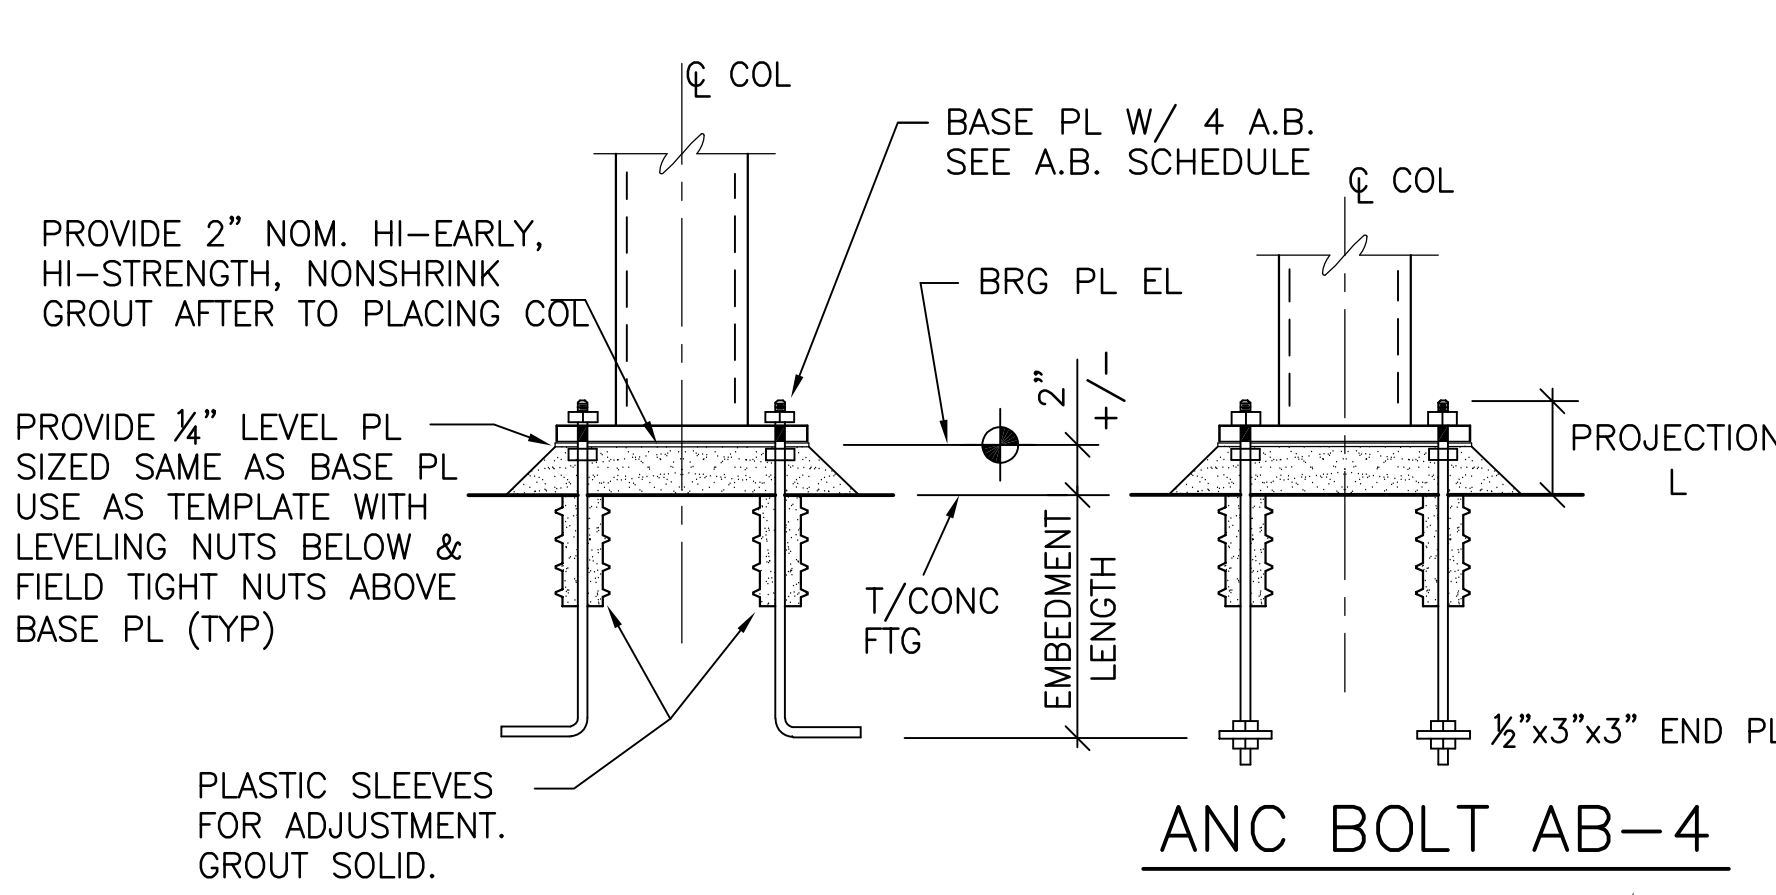 ℄ COL
BASE PL W/ 4 A.B.
SEE A.B. SCHEDULE
℄ COL
PROVIDE 2" NOM. HI-EARLY,
HI-STRENGTH, NONSHRINK
GROUT AFTER TO PLACING COL
BRG PL EL
2"
+/-
PROVIDE ¼" LEVEL PL
SIZED SAME AS BASE PL
USE AS TEMPLATE WITH
LEVELING NUTS BELOW &
FIELD TIGHT NUTS ABOVE
BASE PL (TYP)
PROJECTION
L
T/CONC
FTG
EMBEDMENT
LENGTH
½"x3"x3" END PL
PLASTIC SLEEVES
FOR ADJUSTMENT.
GROUT SOLID.
ANC BOLT AB-4